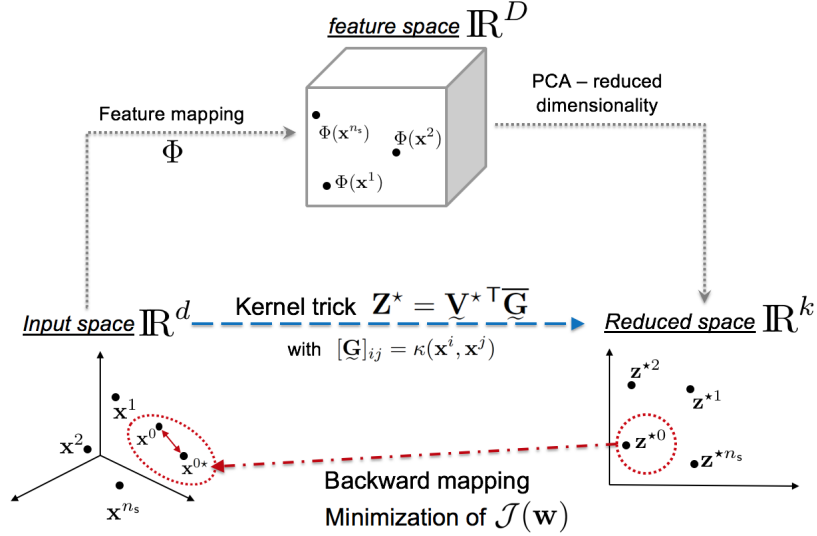 feature space ℝ^D
PCA – reduced
dimensionality
Feature mapping
Φ
Φ(x^{n_s})
Φ(x^2)
Φ(x^1)
Kernel trick Z^⋆ = V̰^{⋆⊤} G̰̅
with [G̰]_{ij} = κ(x^i, x^j)
Input space ℝ^d
Reduced space ℝ^k
x^1
x^0
x^2
x^{0⋆}
x^{n_s}
z^{⋆2}
z^{⋆1}
z^{⋆0}
z^{⋆n_s}
Backward mapping
Minimization of 𝒥(w)